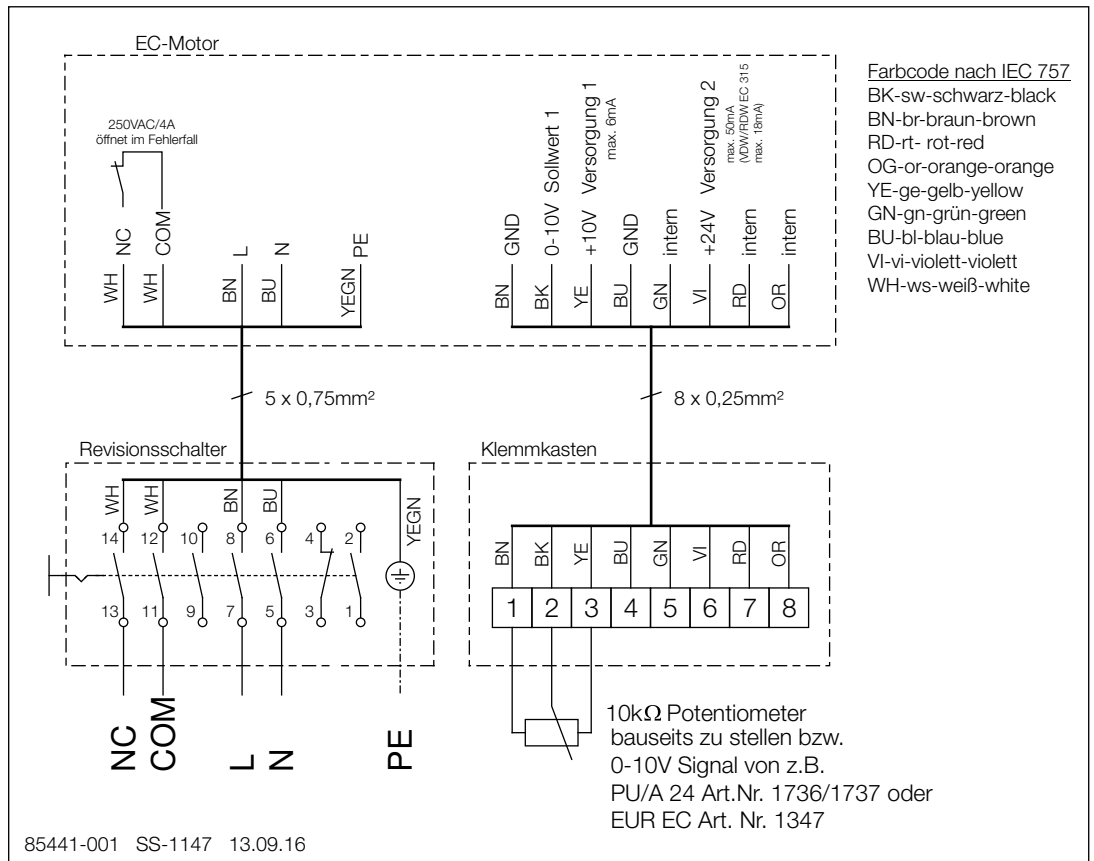 EC-Motor
250VAC/4A
öffnet im Fehlerfall
NC
COM
L
N
PE
WH
WH
BN
BU
YEGN
GND
0-10V Sollwert 1
+10V Versorgung 1
max. 6mA
GND
intern
+24V Versorgung 2
max. 50mA
(VDW/RDW EC 315
max. 18mA)
intern
intern
BN
BK
YE
BU
GN
VI
RD
OR
Farbcode nach IEC 757
BK-sw-schwarz-black
BN-br-braun-brown
RD-rt- rot-red
OG-or-orange-orange
YE-ge-gelb-yellow
GN-gn-grün-green
BU-bl-blau-blue
VI-vi-violett-violett
WH-ws-weiß-white
5 x 0,75mm²
8 x 0,25mm²
Revisionsschalter
WH
WH
BN
BU
YEGN
14 12 10 8 6 4 2
13 11 9 7 5 3 1
NC
COM
L
N
PE
Klemmkasten
BN
BK
YE
BU
GN
VI
RD
OR
1 2 3 4 5 6 7 8
10kΩ Potentiometer
bauseits zu stellen bzw.
0-10V Signal von z.B.
PU/A 24 Art.Nr. 1736/1737 oder
EUR EC Art. Nr. 1347
85441-001 SS-1147 13.09.16